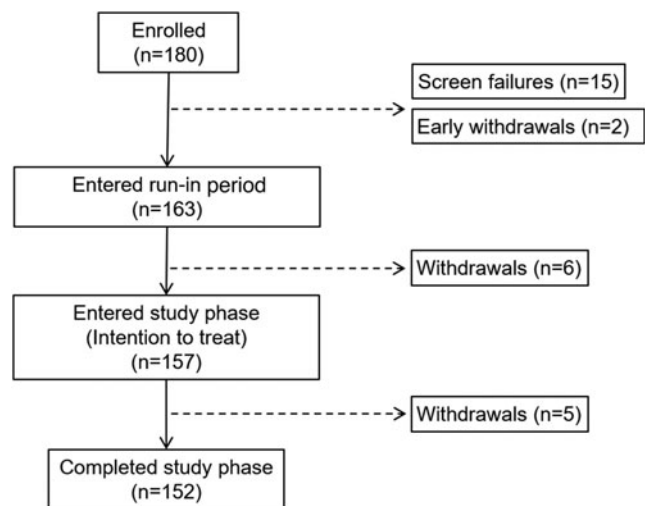 Enrolled
(n=180)
Screen failures (n=15)
Early withdrawals (n=2)
Entered run-in period
(n=163)
Withdrawals (n=6)
Entered study phase
(Intention to treat)
(n=157)
Withdrawals (n=5)
Completed study phase
(n=152)